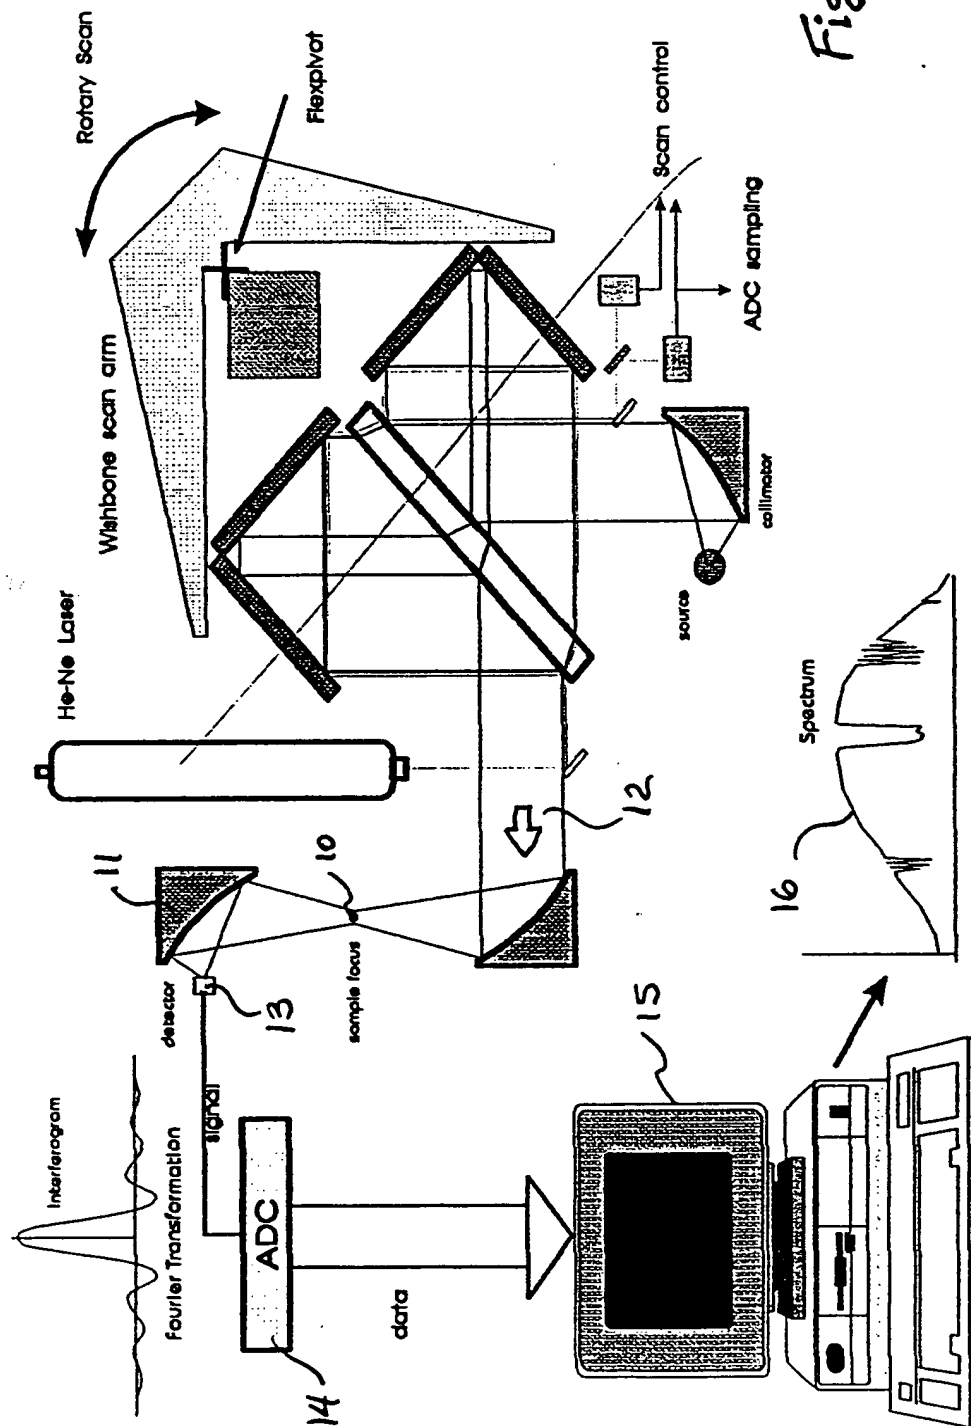 Interferogram
Fourier Transformation
signal
ADC
14
data
15
detector
13
11
10
sample focus
12
He-Ne Laser
Wishbone scan arm
Rotary Scan
Flexpivot
Scan control
ADC sampling
collimator
source
Spectrum
16
Fig